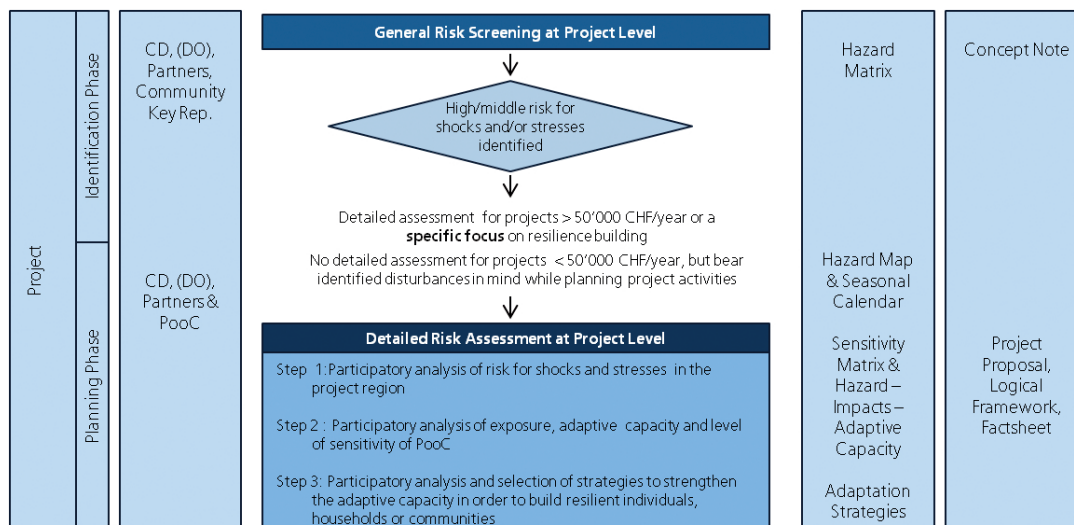 Project
Identification Phase
Planning Phase
CD, (DO),
Partners,
Community
Key Rep.
CD, (DO),
Partners &
PooC
General Risk Screening at Project Level
High/middle risk for
shocks and/or stresses
identified
Detailed assessment for projects > 50’000 CHF/year or a
specific focus on resilience building
No detailed assessment for projects < 50’000 CHF/year, but bear
identified disturbances in mind while planning project activities
Detailed Risk Assessment at Project Level
Step 1:Participatory analysis of risk for shocks and stresses in the
project region
Step 2 : Participatory analysis of exposure, adaptive capacity and level
of sensitivity of PooC
Step 3: Participatory analysis and selection of strategies to strengthen
the adaptive capacity in order to build resilient individuals,
households or communities
Hazard
Matrix
Hazard Map
& Seasonal
Calendar
Sensitivity
Matrix &
Hazard –
Impacts –
Adaptive
Capacity
Adaptation
Strategies
Concept Note
Project
Proposal,
Logical
Framework,
Factsheet